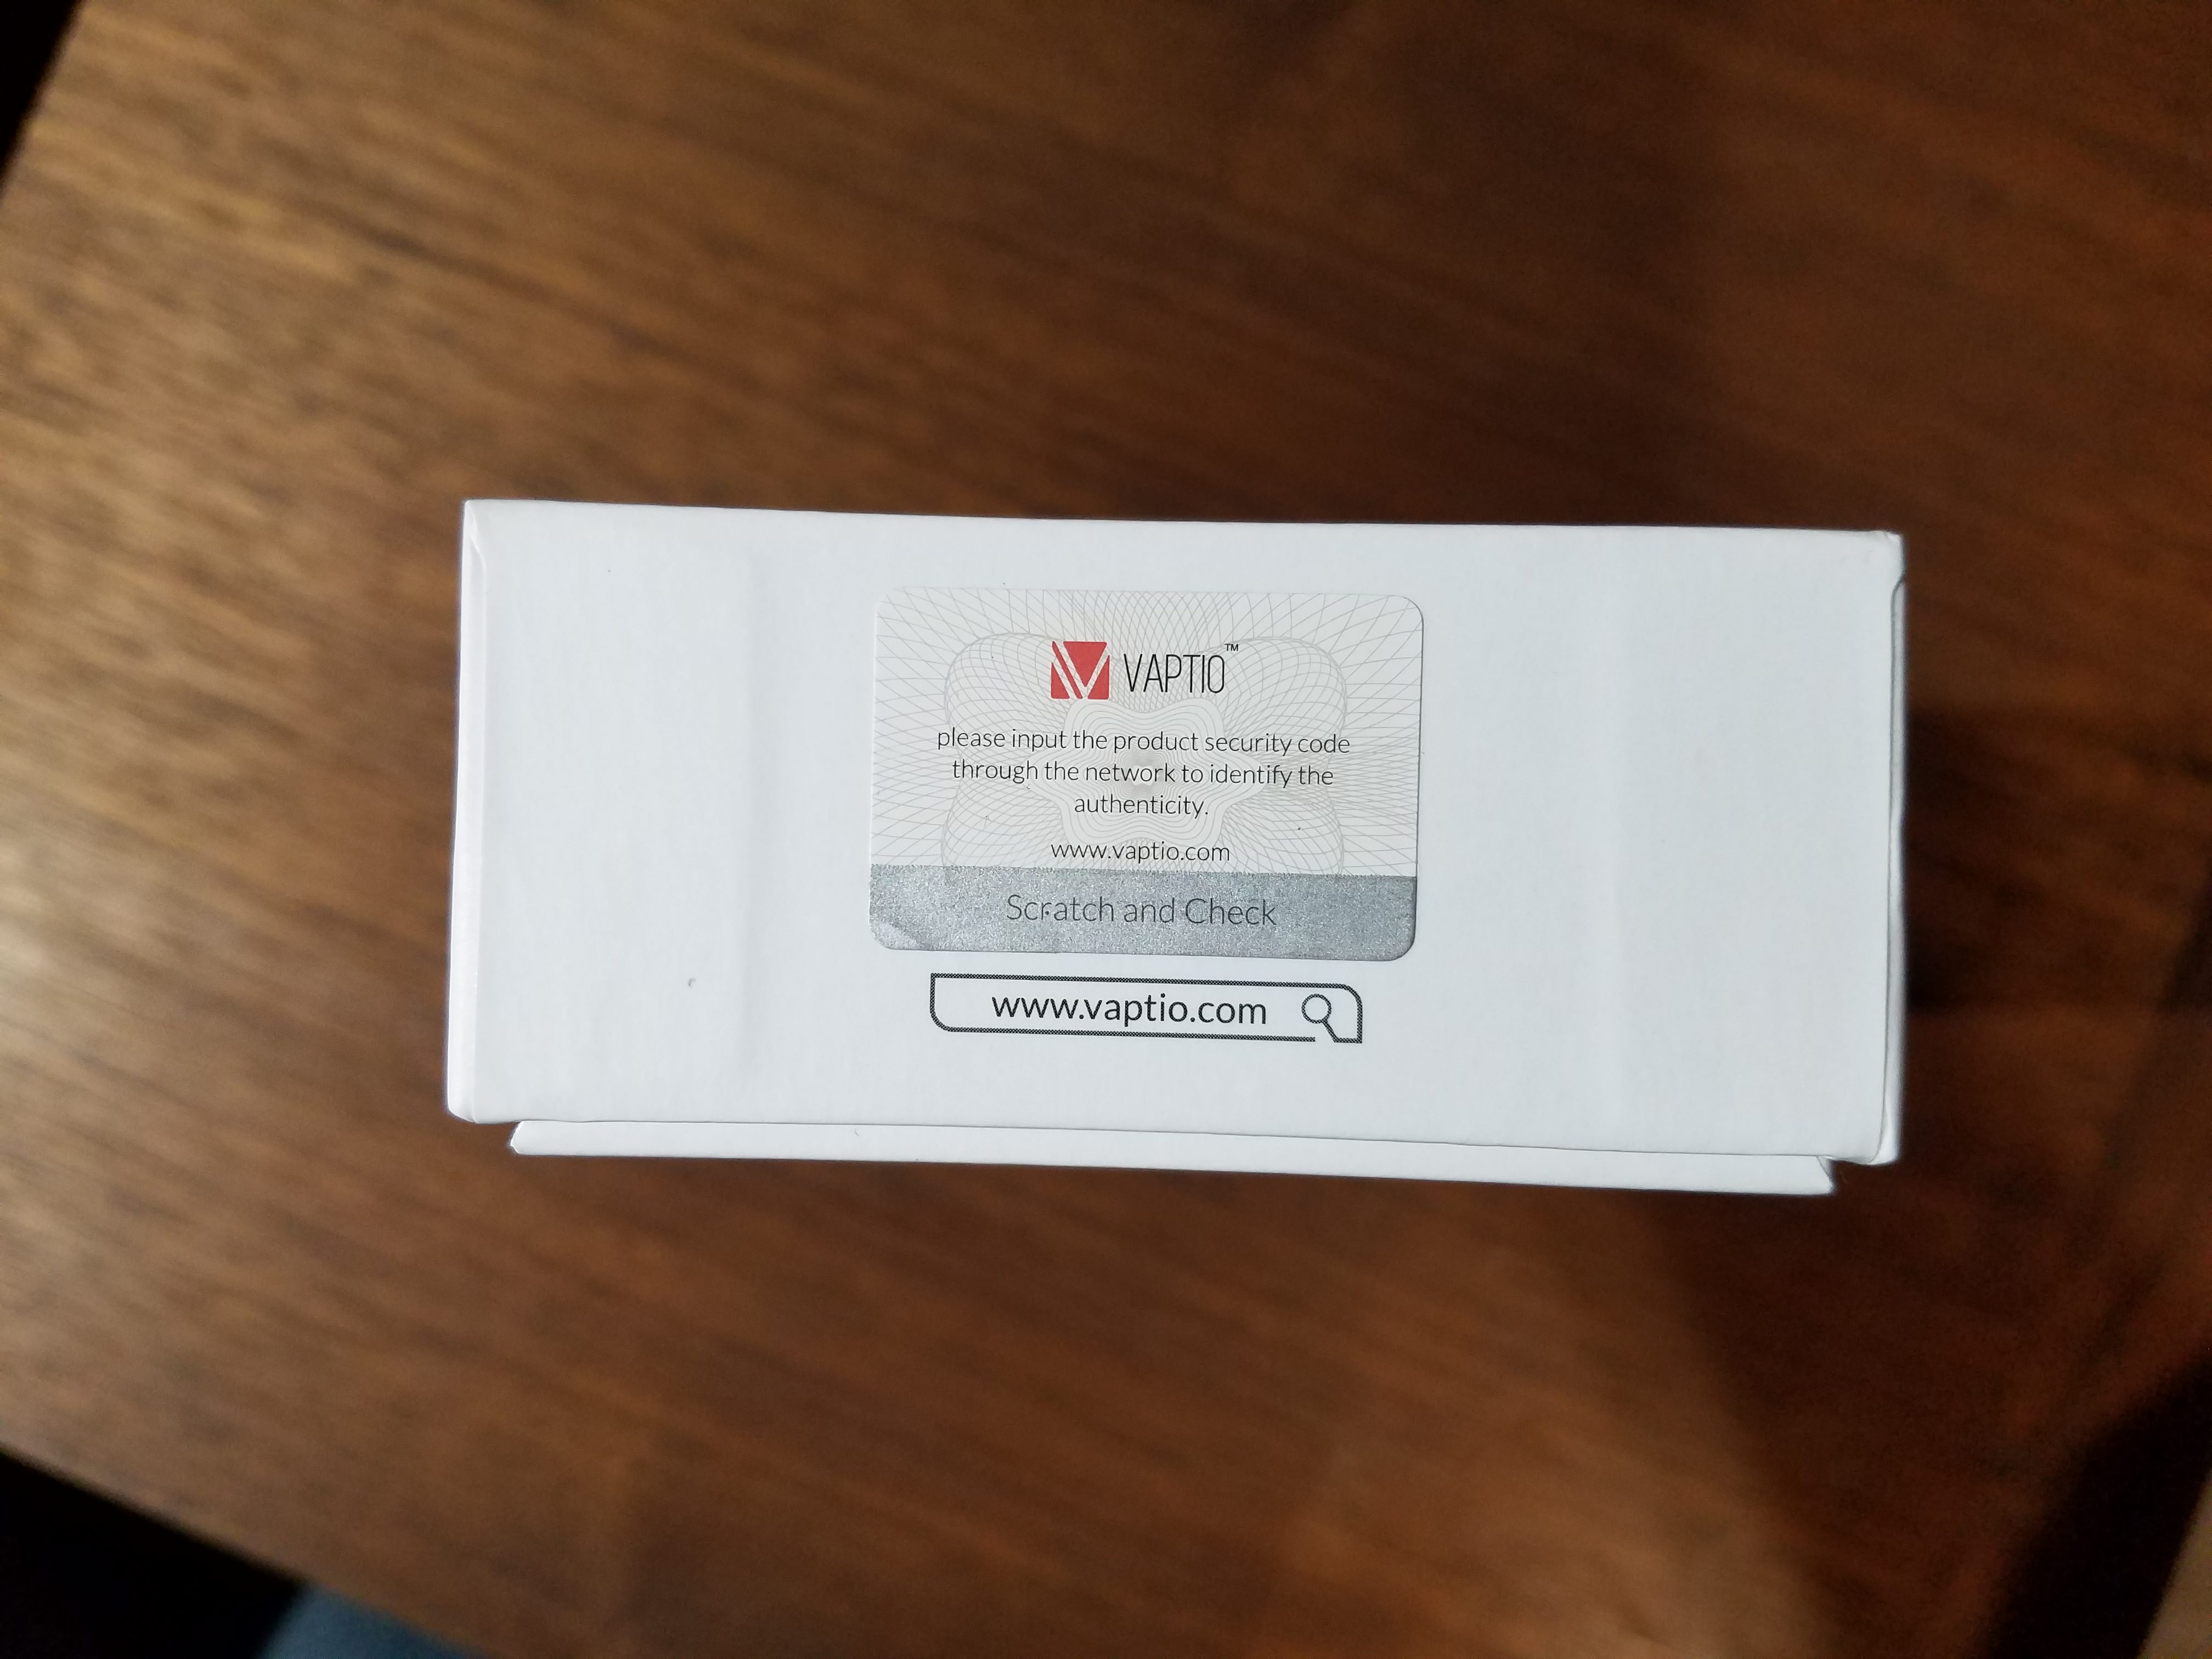 VAPTIO™
please input the product security code
through the network to identify the
authenticity.
www.vaptio.com
Scratch and Check
www.vaptio.com